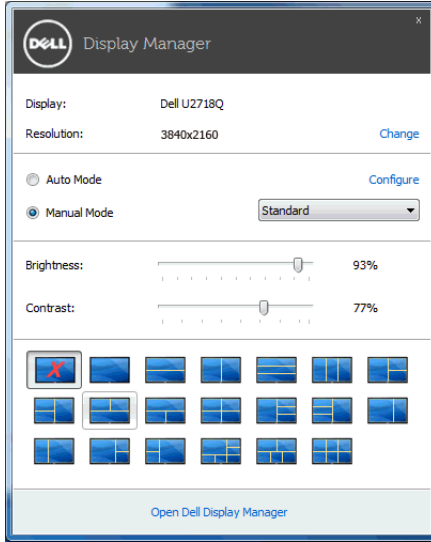 x
DELL Display Manager
Display: Dell U2718Q
Resolution: 3840x2160 Change
Auto Mode Configure
Manual Mode Standard
Brightness: 93%
Contrast: 77%
Open Dell Display Manager